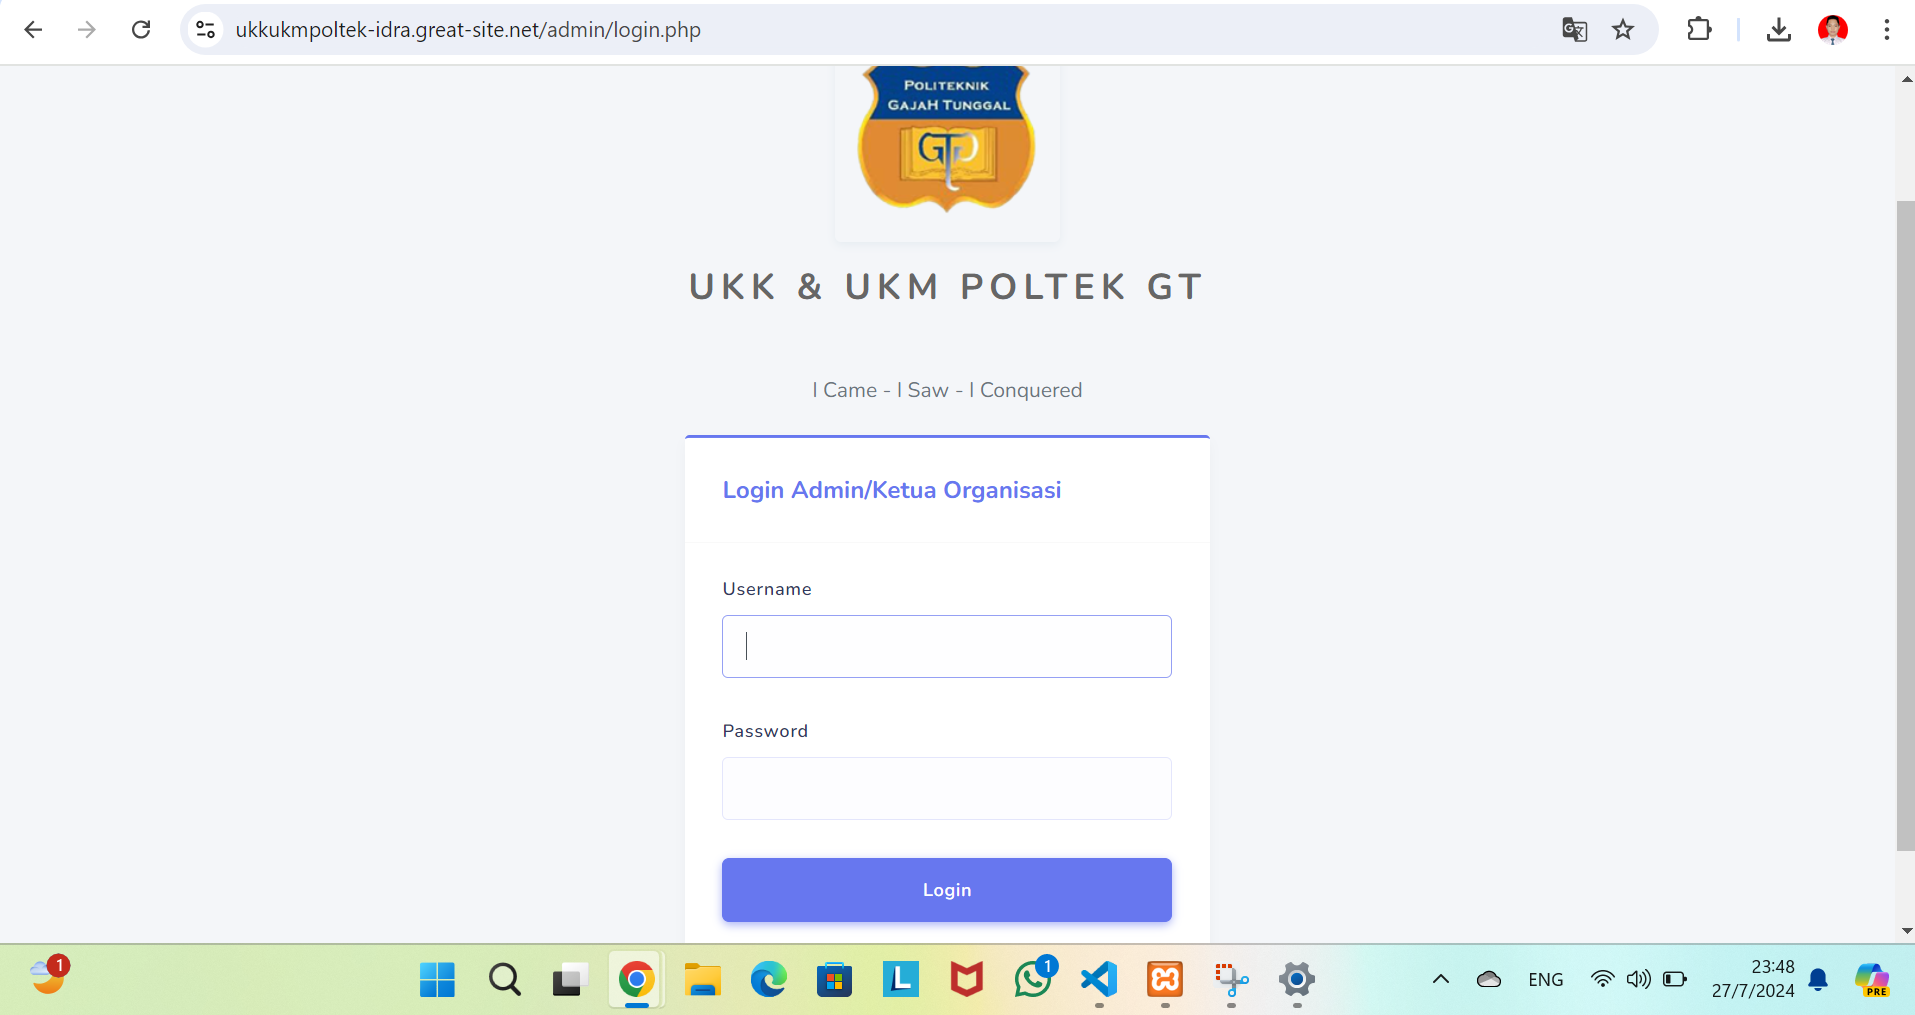 ukkukmpoltek-idra.great-site.net/admin/login.php
POLITEKNIK
GAJAH TUNGGAL
GTP
UKK & UKM POLTEK GT
I Came - I Saw - I Conquered
Login Admin/Ketua Organisasi
Username
Password
Login
1
L
1
ENG
23:48
27/7/2024
PRE